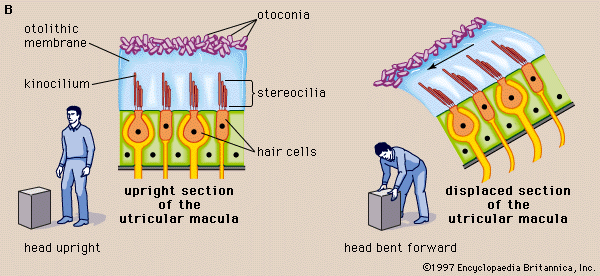 B
otoconia
otolithic
membrane
kinocilium
stereocilia
hair cells
upright section
of the
utricular macula
head upright
displaced section
of the
utricular macula
head bent forward
©1997 Encyclopaedia Britannica, Inc.